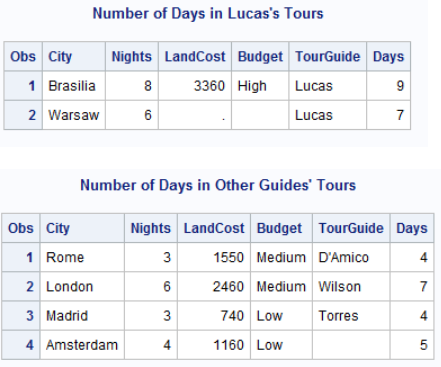 Number of Days in Lucas's Tours
Obs City Nights LandCost Budget TourGuide Days
1 Brasilia 8 3360 High Lucas 9
2 Warsaw 6 . Lucas 7
Number of Days in Other Guides' Tours
Obs City Nights LandCost Budget TourGuide Days
1 Rome 3 1550 Medium D'Amico 4
2 London 6 2460 Medium Wilson 7
3 Madrid 3 740 Low Torres 4
4 Amsterdam 4 1160 Low 5